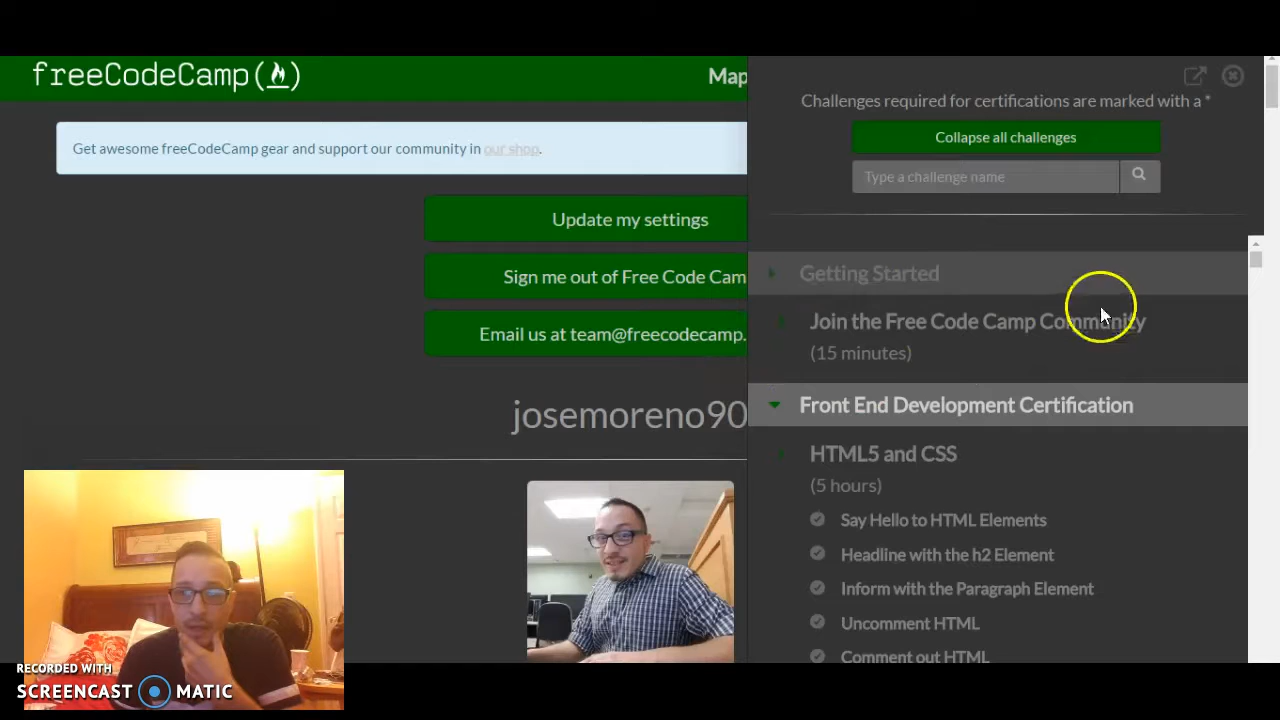 freeCodeCamp(
)
Map
Challenges required for certifications are marked with a *
Collapse all challenges
Type a challenge name
Get awesome freeCodeCamp gear and support our community in our shop.
Update my settings
Sign me out of Free Code Cam
Email us at team@freecodecamp.
josemoreno90
Getting Started
Join the Free Code Camp Community
(15 minutes)
Front End Development Certification
HTML5 and CSS
(5 hours)
Say Hello to HTML Elements
Headline with the h2 Element
Inform with the Paragraph Element
Uncomment HTML
Comment out HTML
RECORDED WITH
SCREENCAST MATIC